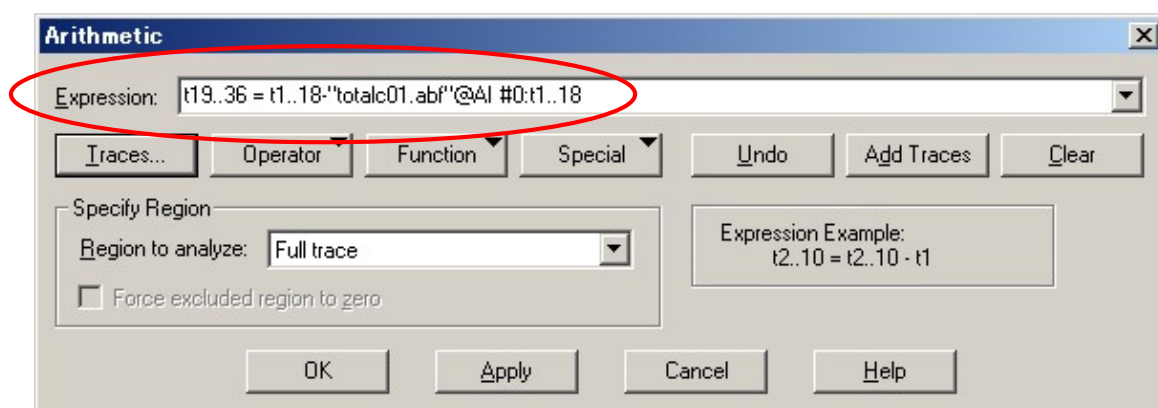 Arithmetic
Expression: t19..36 = t1..18-"totalc01.abf"@AI #0:t1..18
Traces... Operator Function Special Undo Add Traces Clear
Specify Region
Region to analyze: Full trace
Force excluded region to zero
Expression Example:
t2..10 = t2..10 - t1
OK Apply Cancel Help